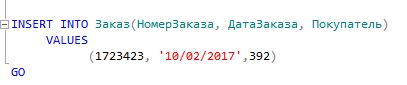 INSERT INTO Заказ(НомерЗаказа, ДатаЗаказа, Покупатель)
VALUES
(1723423, '10/02/2017',392)
GO